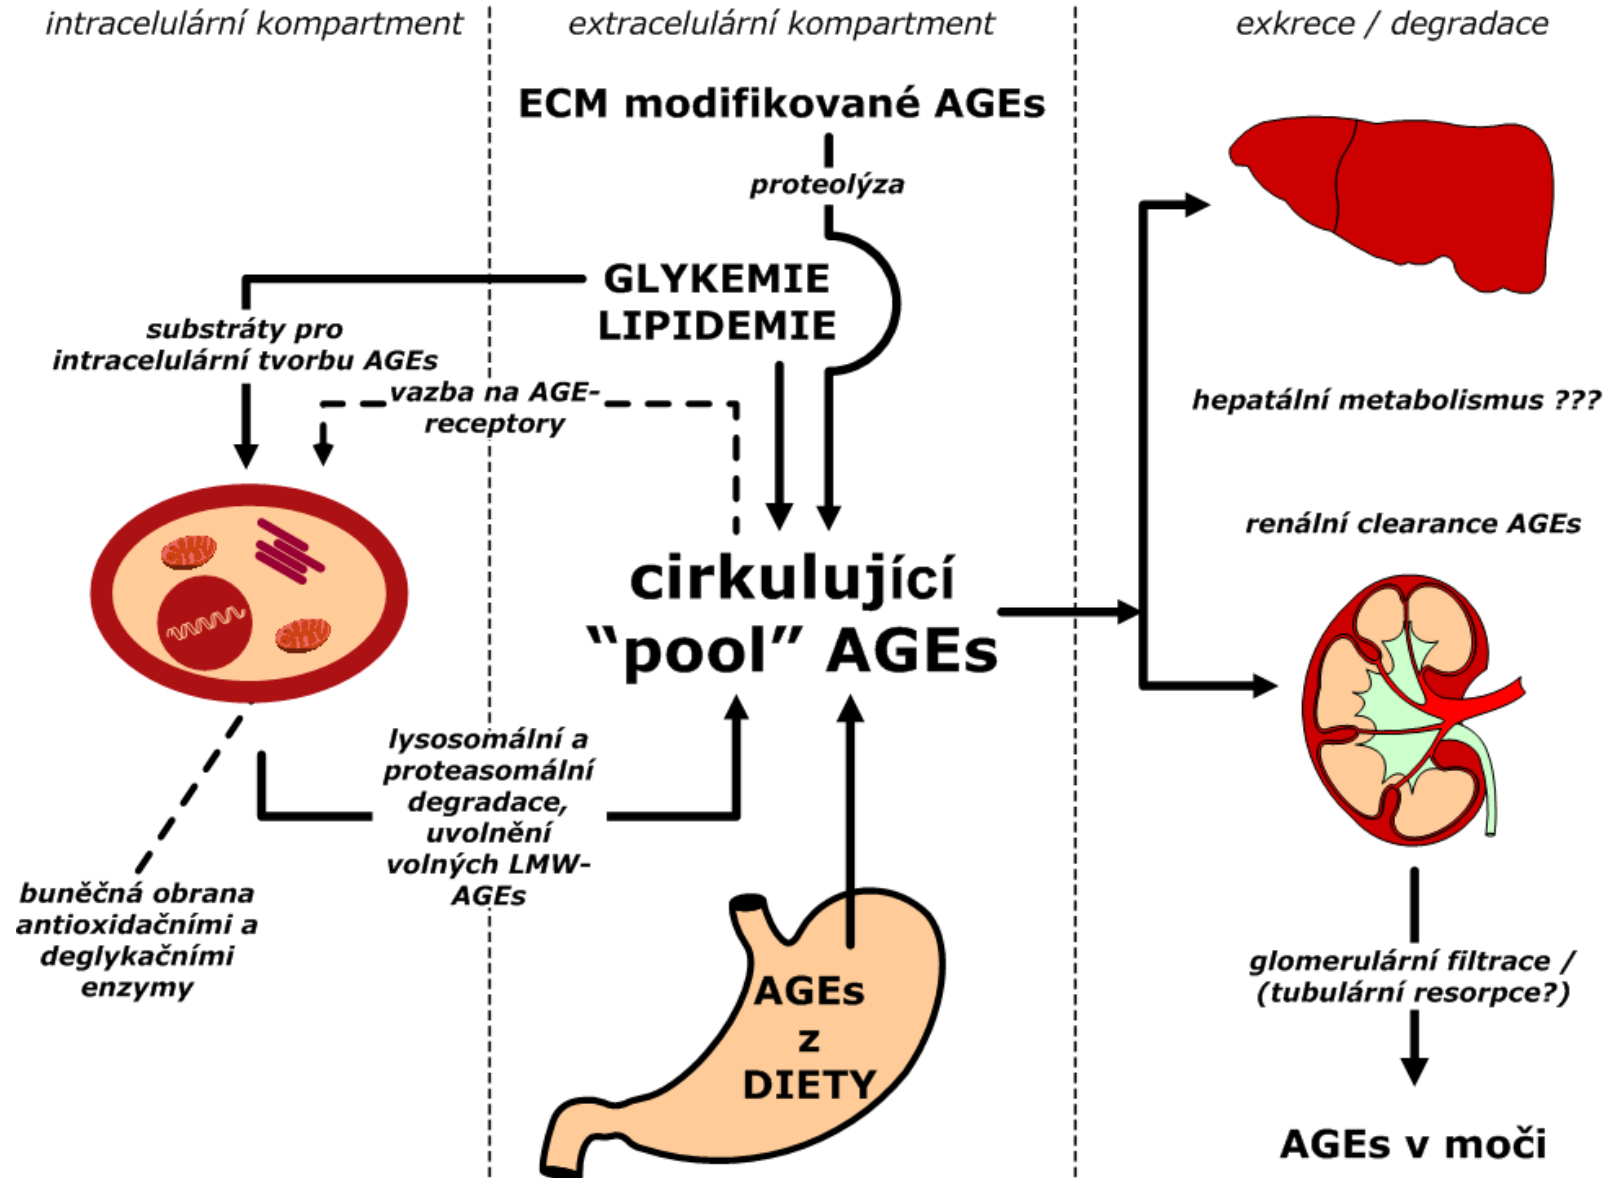 intracelulární kompartment
extracelulární kompartment
exkrece / degradace
ECM modifikované AGEs
proteolýza
GLYKEMIE
LIPIDEMIE
substráty pro
intracelulární tvorbu AGEs
vazba na AGE-
receptory
hepatální metabolismus ???
renální clearance AGEs
cirkulující
“pool” AGEs
lysosomální a
proteasomální
degradace,
uvolnění
volných LMW-
AGEs
buněčná obrana
antioxidačními a
deglykačními
enzymy
AGEs
z
DIETY
glomerulární filtrace /
(tubulární resorpce?)
AGEs v moči